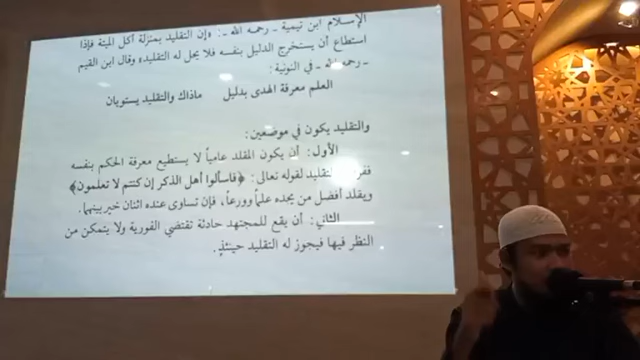 الإسلام ابن تيمية - رحمه الله -: «إن التقليد بمنزلة أكل الميتة فإذا
استطاع أن يستخرج الدليل بنفسه فلا يحل له التقليد» وقال ابن القيم
- رحمه الله - في النونية:
العلم معرفة الهدى بدليل ماذاك والتقليد يستويان
والتقليد يكون في موضعين:
الأول: أن يكون المقلد عامياً لا يستطيع معرفة الحكم بنفسه
التقليد لقوله تعالى: ﴿فاسألوا أهل الذكر إن كنتم لا تعلمون﴾
ويقلد أفضل من يجده علماً وورعاً، فإن تساوى عنده اثنان خير بينهما.
الثاني: أن يقع للمجتهد حادثة تقتضي الفورية ولا يتمكن من
النظر فيها فيجوز له التقليد حينئذٍ.